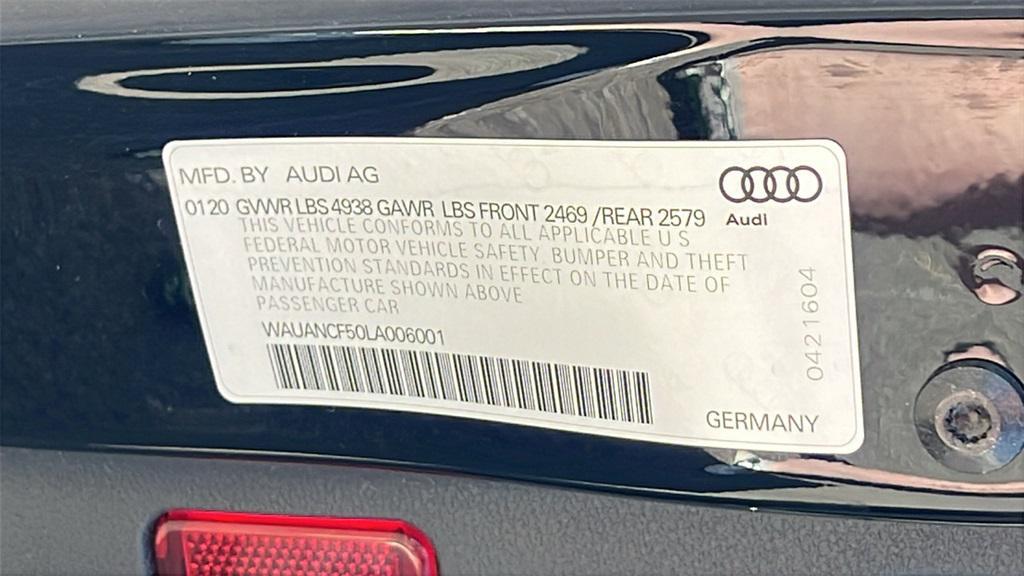 MFD. BY AUDI AG
Audi
0120 GVWR LBS 4938 GAWR LBS FRONT 2469 /REAR 2579
THIS VEHICLE CONFORMS TO ALL APPLICABLE U S
FEDERAL MOTOR VEHICLE SAFETY, BUMPER AND THEFT
PREVENTION STANDARDS IN EFFECT ON THE DATE OF
MANUFACTURE SHOWN ABOVE
PASSENGER CAR
WAUANCF50LA006001
0421604
GERMANY